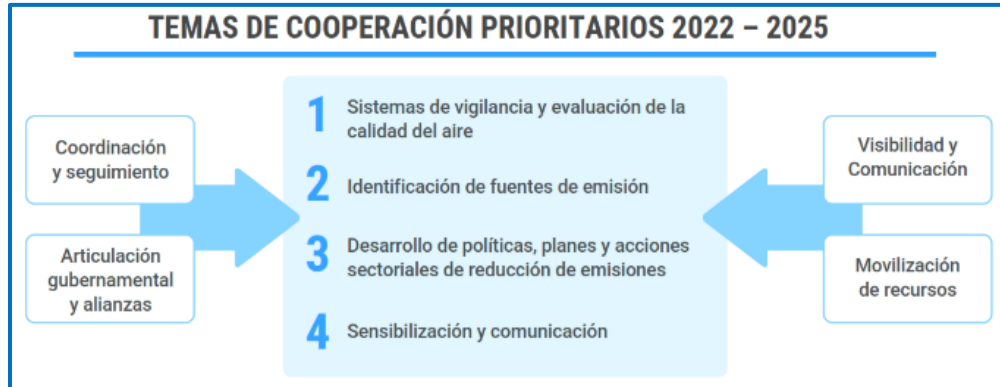 TEMAS DE COOPERACIÓN PRIORITARIOS 2022 – 2025
Coordinación
y seguimiento
Articulación
gubernamental
y alianzas
1 Sistemas de vigilancia y evaluación de la
calidad del aire
2 Identificación de fuentes de emisión
3 Desarrollo de políticas, planes y acciones
sectoriales de reducción de emisiones
4 Sensibilización y comunicación
Visibilidad y
Comunicación
Movilización
de recursos